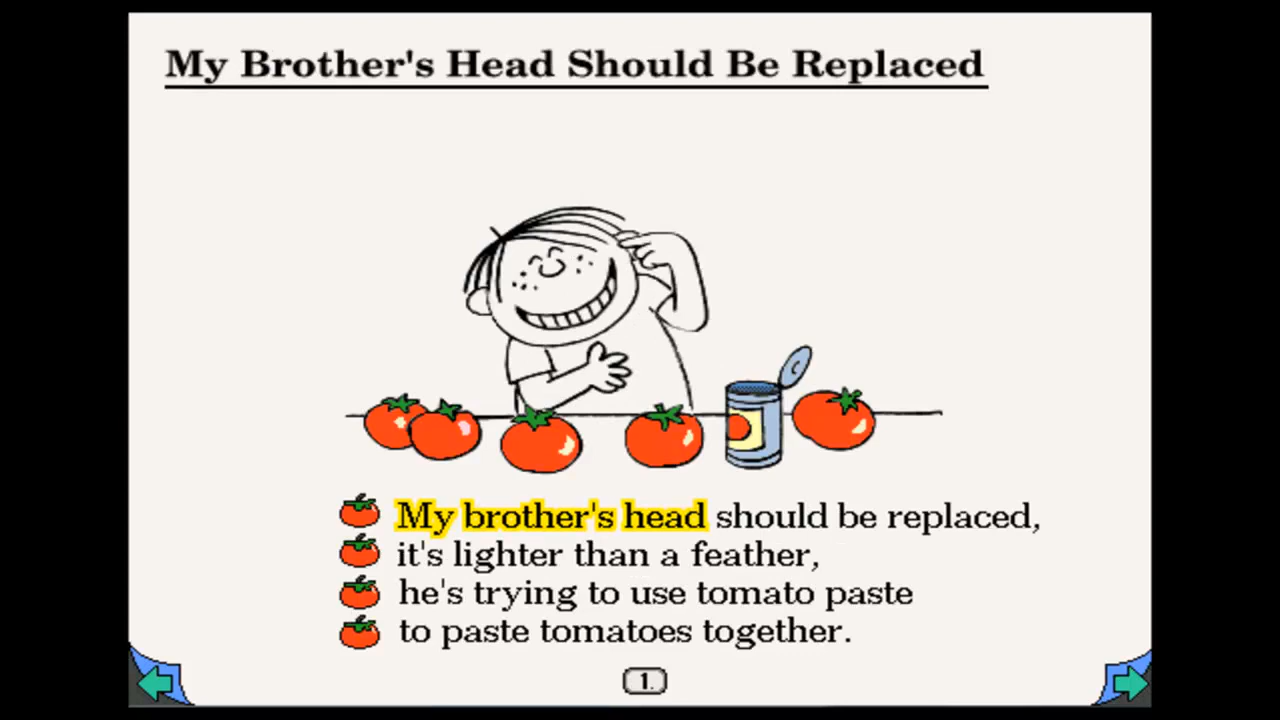 My Brother's Head Should Be Replaced
My brother's head should be replaced,
it's lighter than a feather,
he's trying to use tomato paste
to paste tomatoes together.
1.